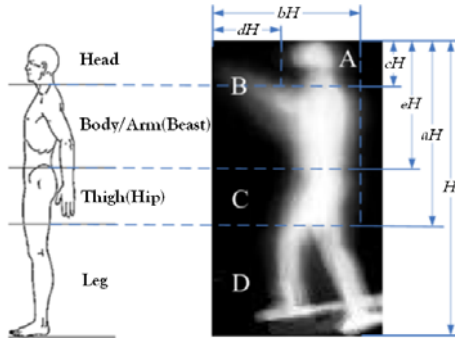 bH
dH
Head
A
cH
B
eH
Body/Arm(Beast)
aH
H
Thigh(Hip)
C
Leg
D